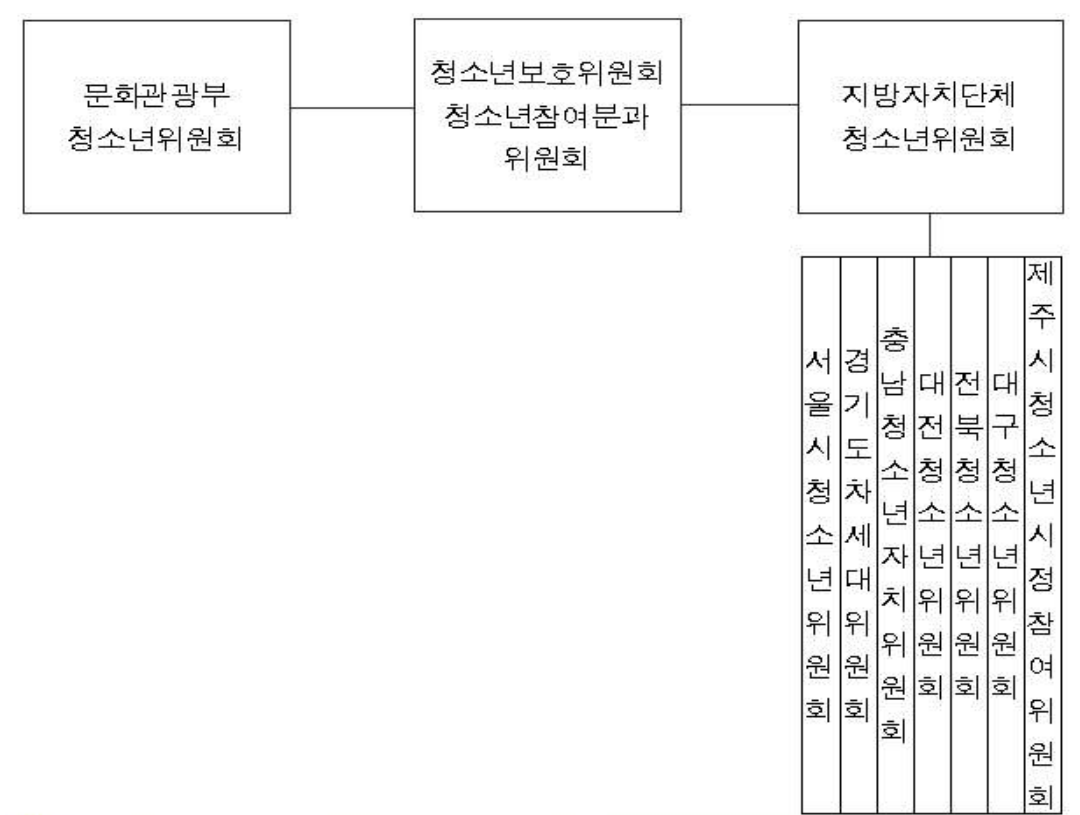 문화관광부
청소년위원회
청소년보호위원회
청소년참여분과
위원회
지방자치단체
청소년위원회
서울시청소년위원회
경기도차세대위원회
충남청소년자치위원회
대전청소년위원회
전북청소년위원회
대구청소년위원회
제주시청소년시정참여위원회